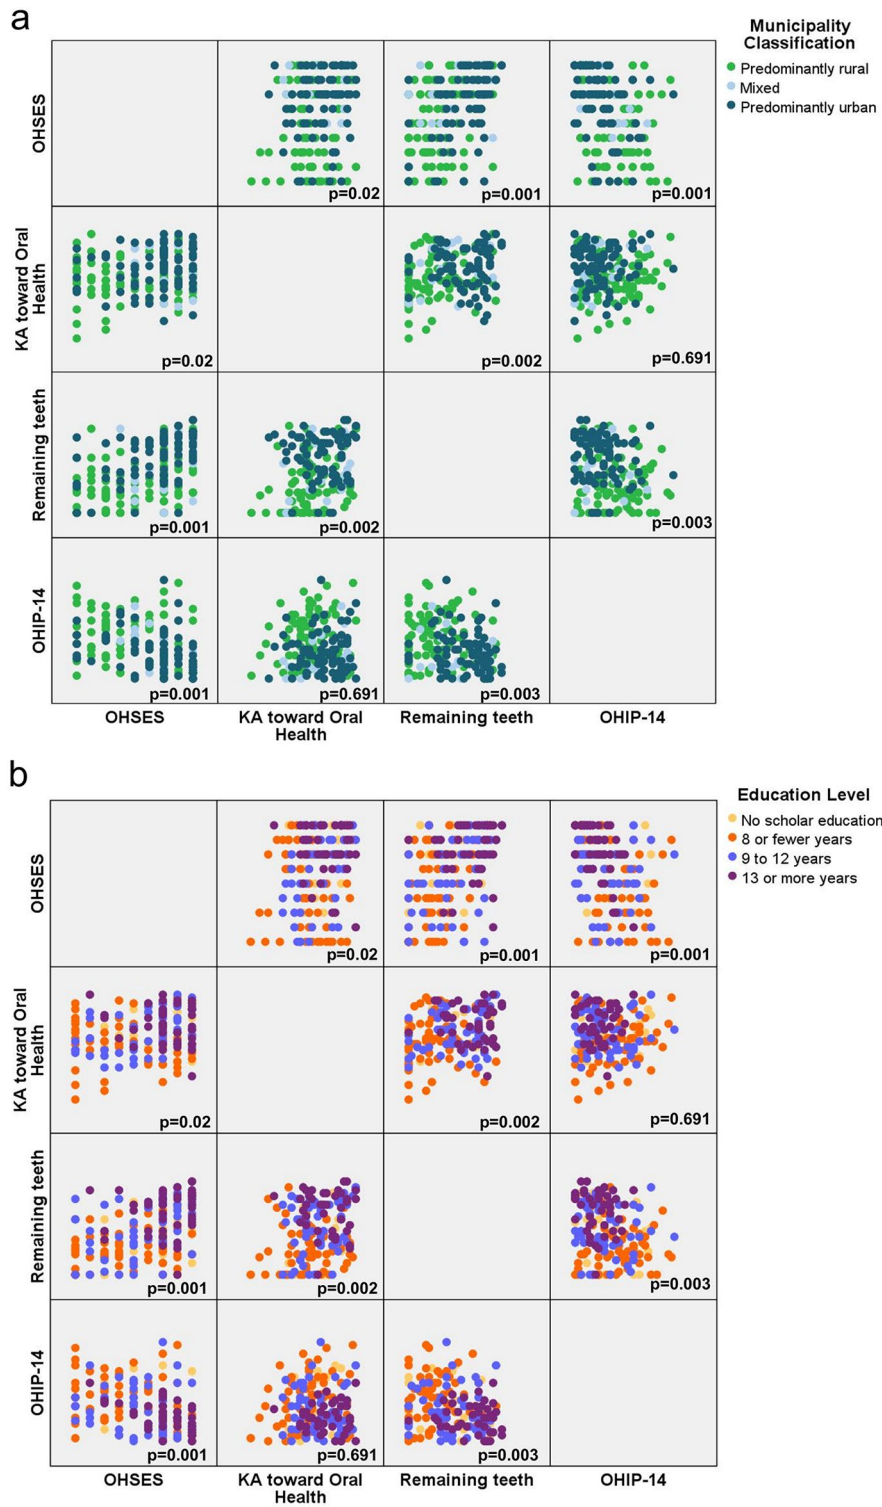 a
Municipality
Classification
Predominantly rural
Mixed
Predominantly urban
OHSES
p=0.02
p=0.001
p=0.001
KA toward Oral
Health
p=0.02
p=0.002
p=0.691
Remaining teeth
p=0.001
p=0.002
p=0.003
OHIP-14
p=0.001
p=0.691
p=0.003
OHSES
KA toward Oral
Health
Remaining teeth
OHIP-14
b
Education Level
No scholar education
8 or fewer years
9 to 12 years
13 or more years
OHSES
p=0.02
p=0.001
p=0.001
KA toward Oral
Health
p=0.02
p=0.002
p=0.691
Remaining teeth
p=0.001
p=0.002
p=0.003
OHIP-14
p=0.001
p=0.691
p=0.003
OHSES
KA toward Oral
Health
Remaining teeth
OHIP-14